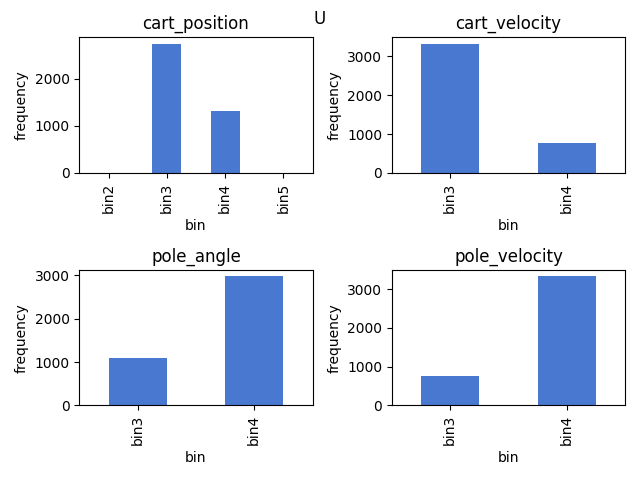 U
cart_position
frequency
2000
1000
0
bin2
bin3
bin4
bin5
bin
cart_velocity
frequency
3000
2000
1000
0
bin3
bin4
bin
pole_angle
frequency
3000
2000
1000
0
bin3
bin4
bin
pole_velocity
frequency
3000
2000
1000
0
bin3
bin4
bin